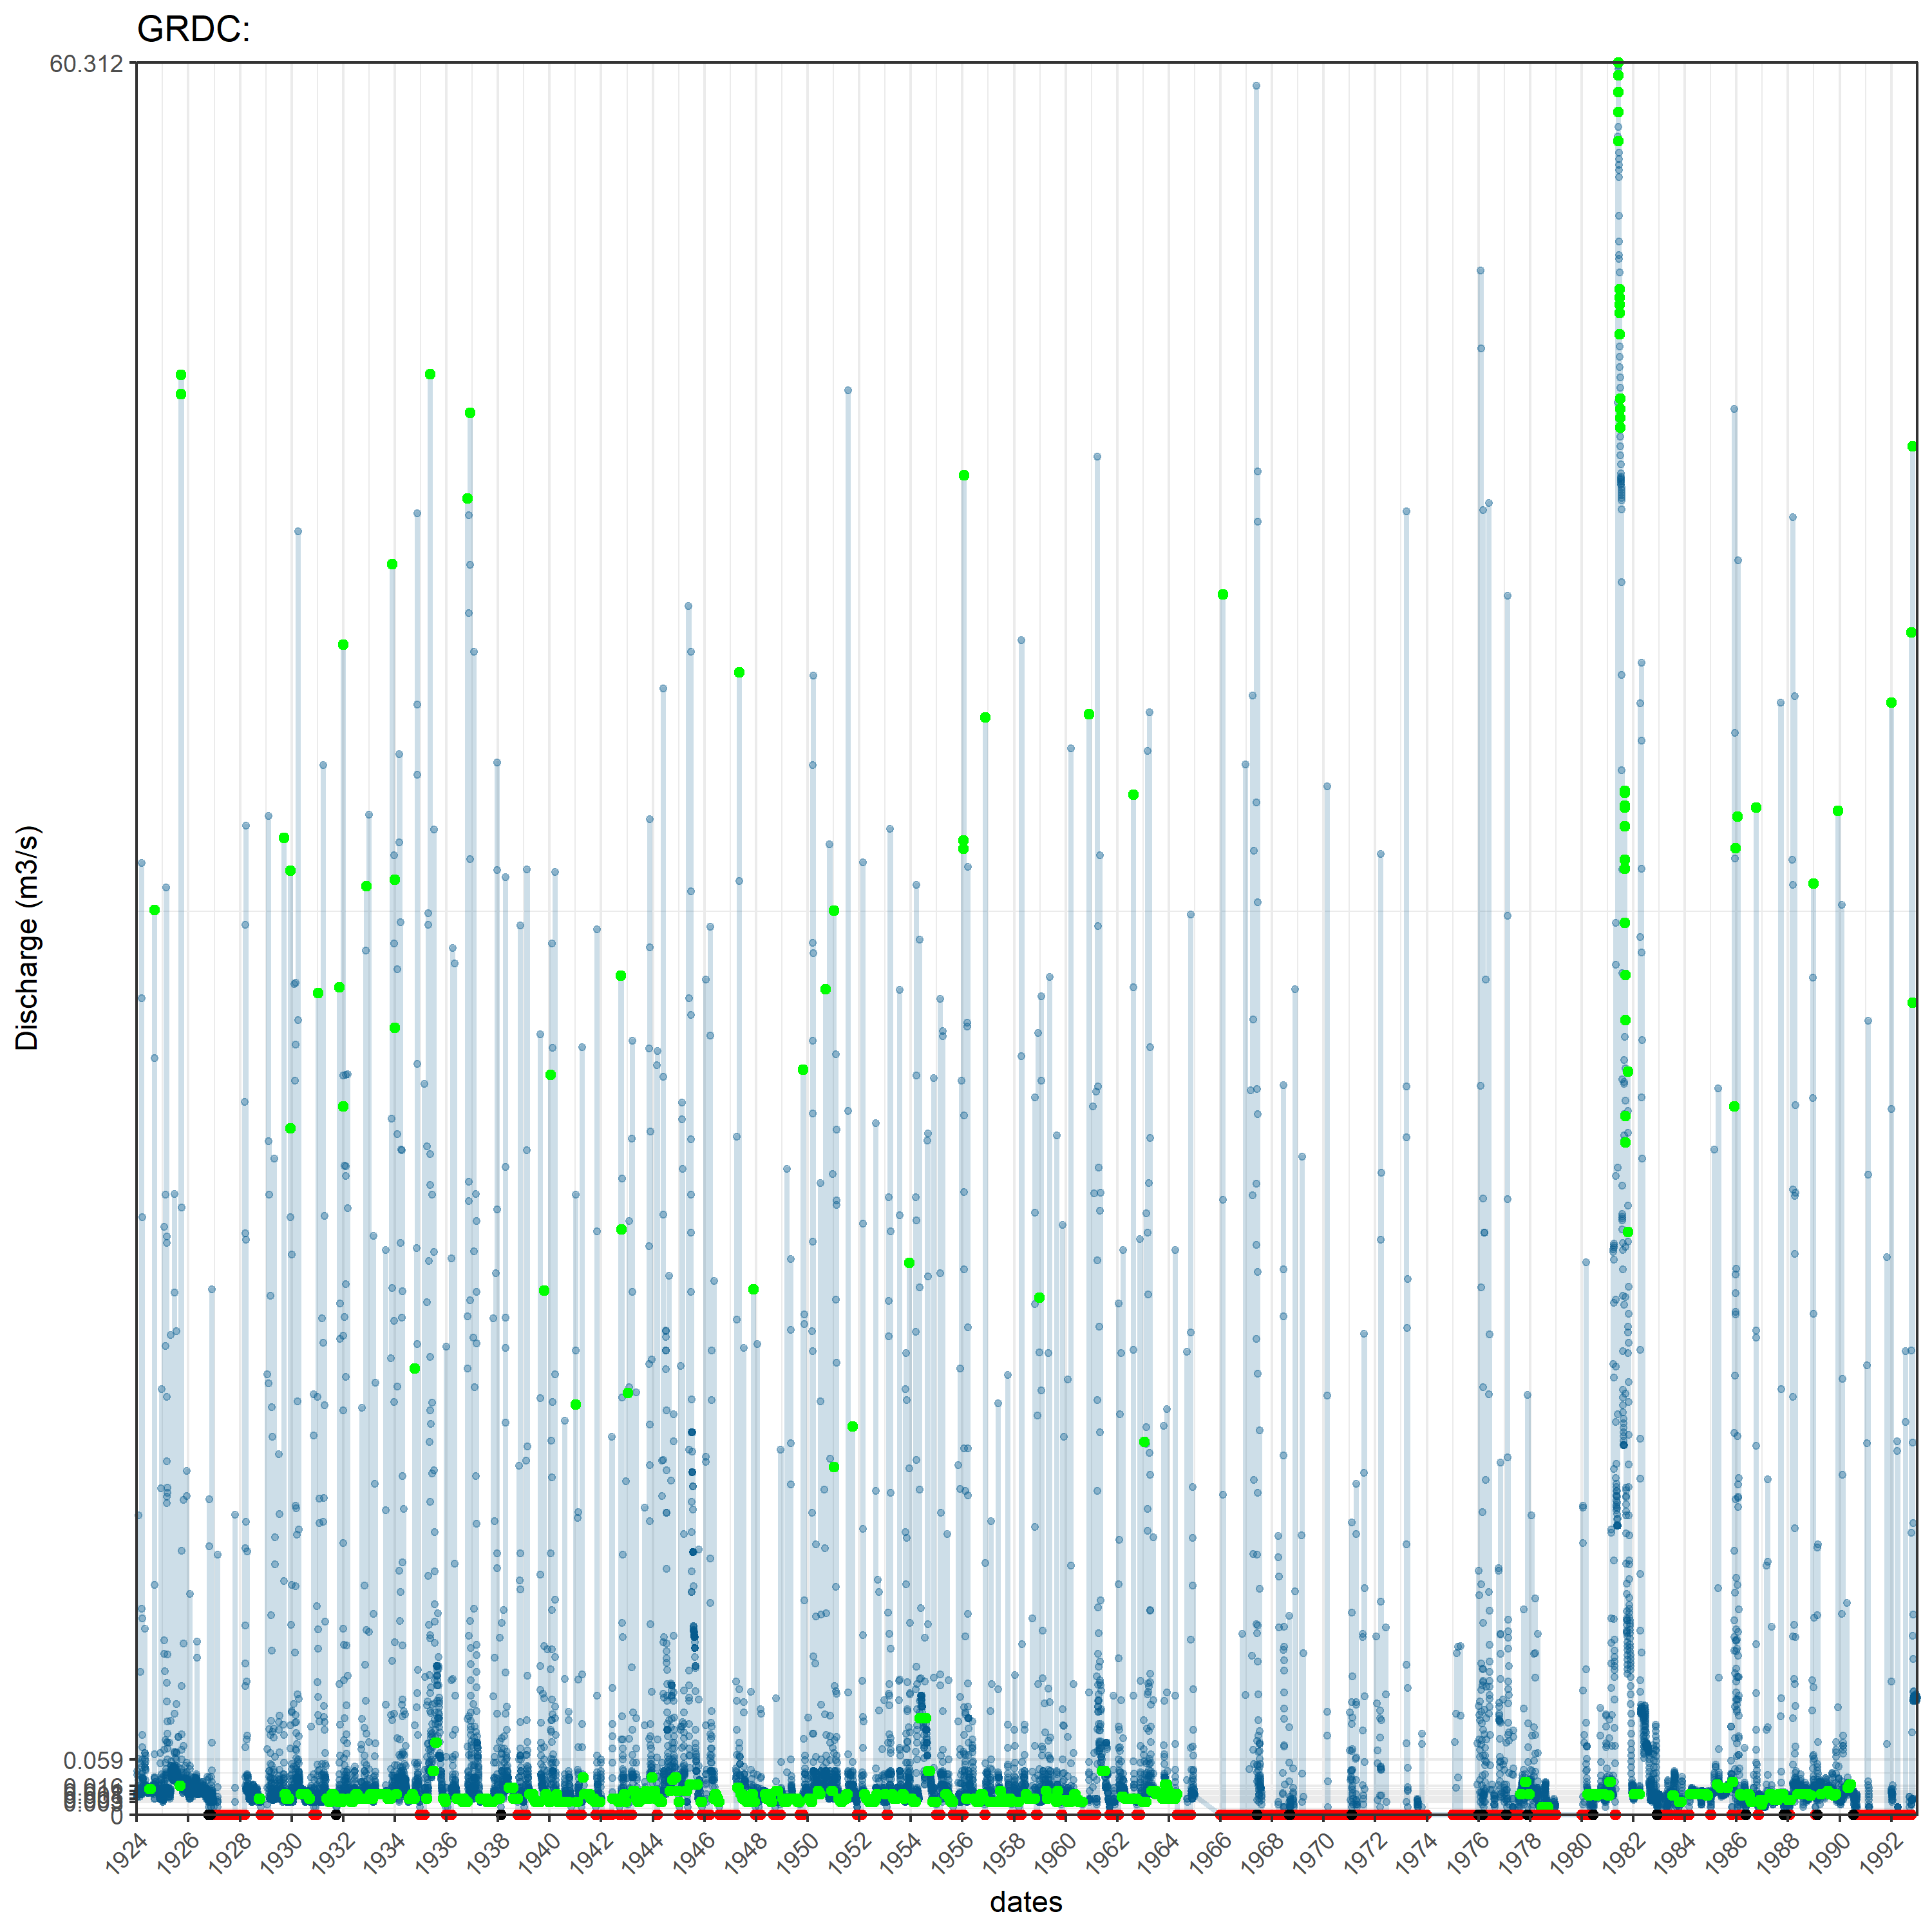 GRDC:
60.312
Discharge (m3/s)
0.059
0.016
0
1924 1926 1928 1930 1932 1934 1936 1938 1940 1942 1944 1946 1948 1950 1952 1954 1956 1958 1960 1962 1964 1966 1968 1970 1972 1974 1976 1978 1980 1982 1984 1986 1988 1990 1992
dates